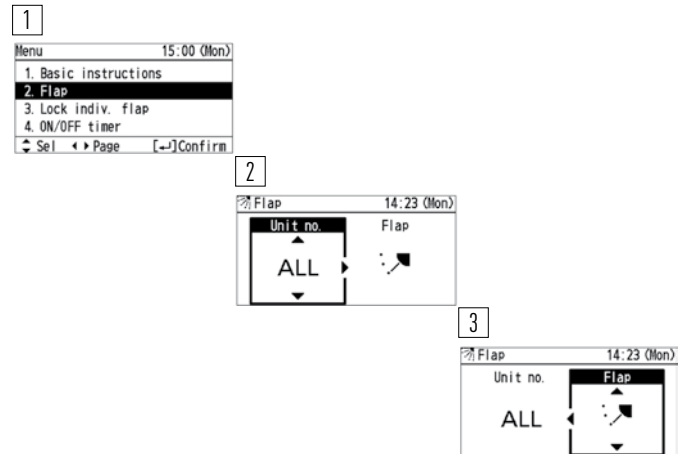 1
Menu 15:00 (Mon)
1. Basic instructions
2. Flap
3. Lock indiv. flap
4. ON/OFF timer
Sel Page [↵]Confirm
2
Flap 14:23 (Mon)
Unit no. Flap
ALL
3
Flap 14:23 (Mon)
Unit no. Flap
ALL